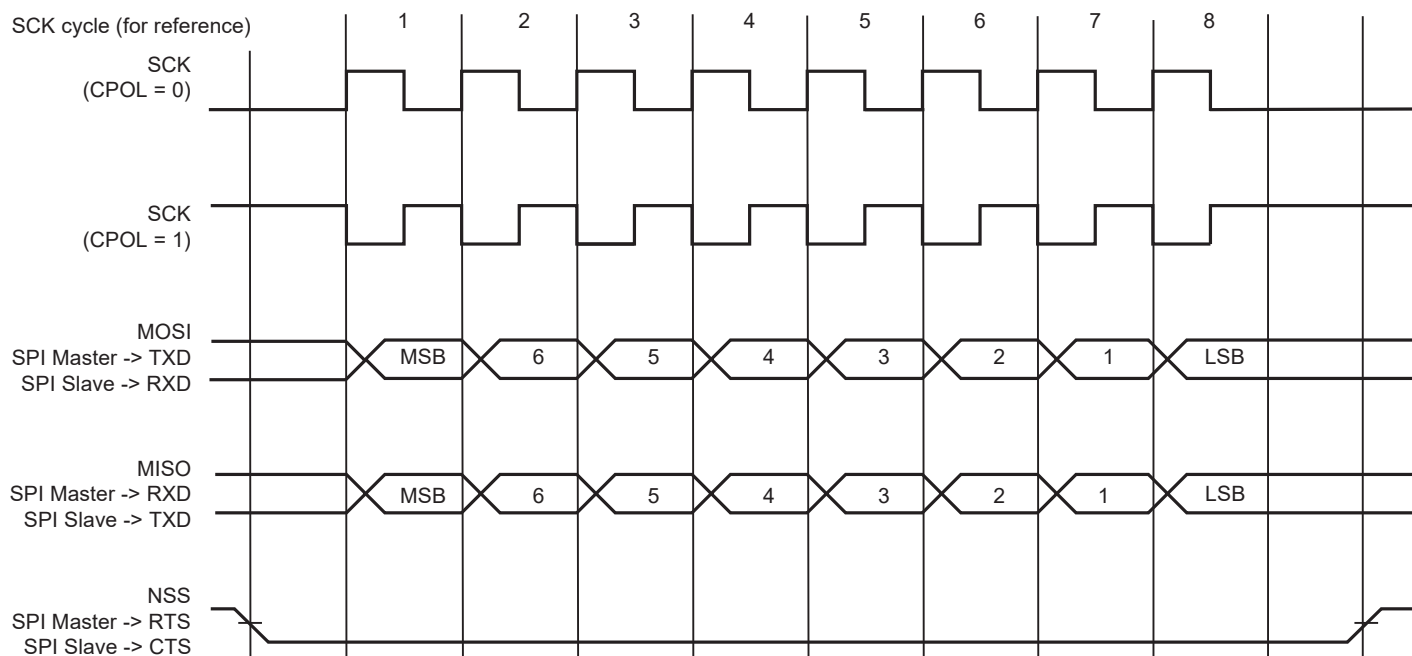 SCK cycle (for reference)
1 2 3 4 5 6 7 8
SCK
(CPOL = 0)
SCK
(CPOL = 1)
MOSI
SPI Master -> TXD
SPI Slave -> RXD
MSB 6 5 4 3 2 1 LSB
MISO
SPI Master -> RXD
SPI Slave -> TXD
MSB 6 5 4 3 2 1 LSB
NSS
SPI Master -> RTS
SPI Slave -> CTS